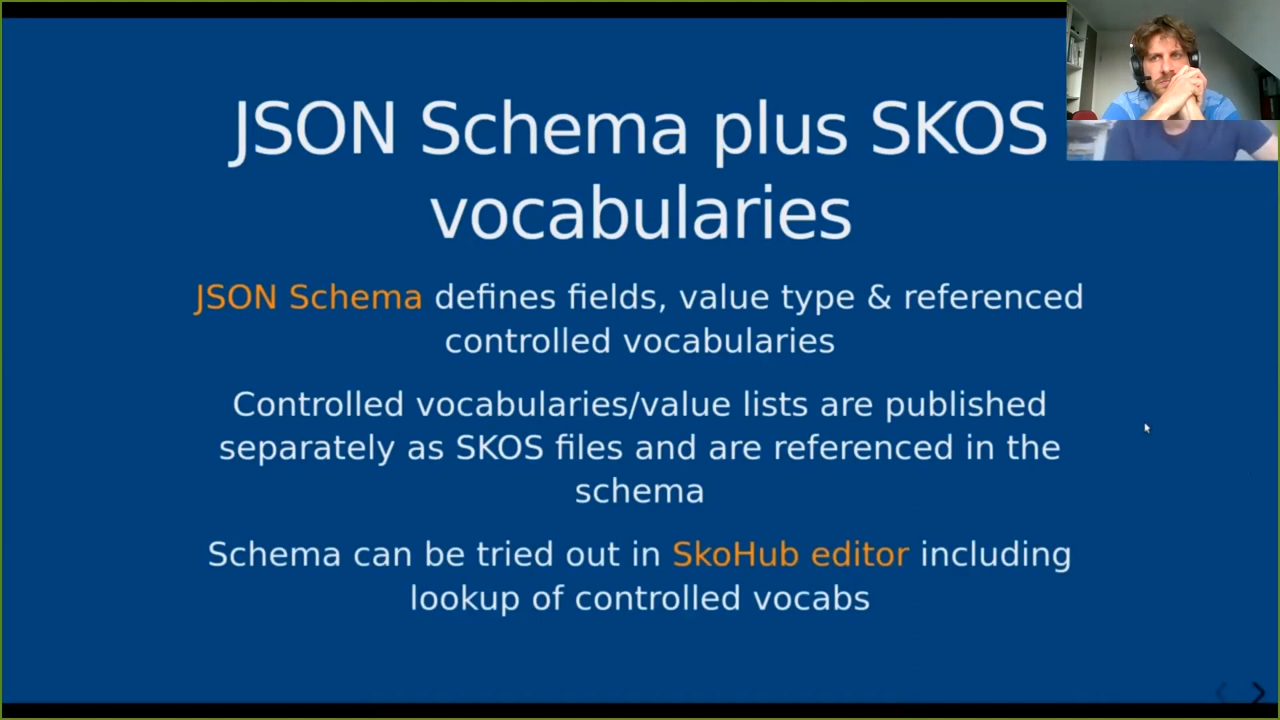 JSON Schema plus SKOS
vocabularies
JSON Schema defines fields, value type & referenced
controlled vocabularies
Controlled vocabularies/value lists are published
separately as SKOS files and are referenced in the
schema
Schema can be tried out in SkoHub editor including
lookup of controlled vocabs